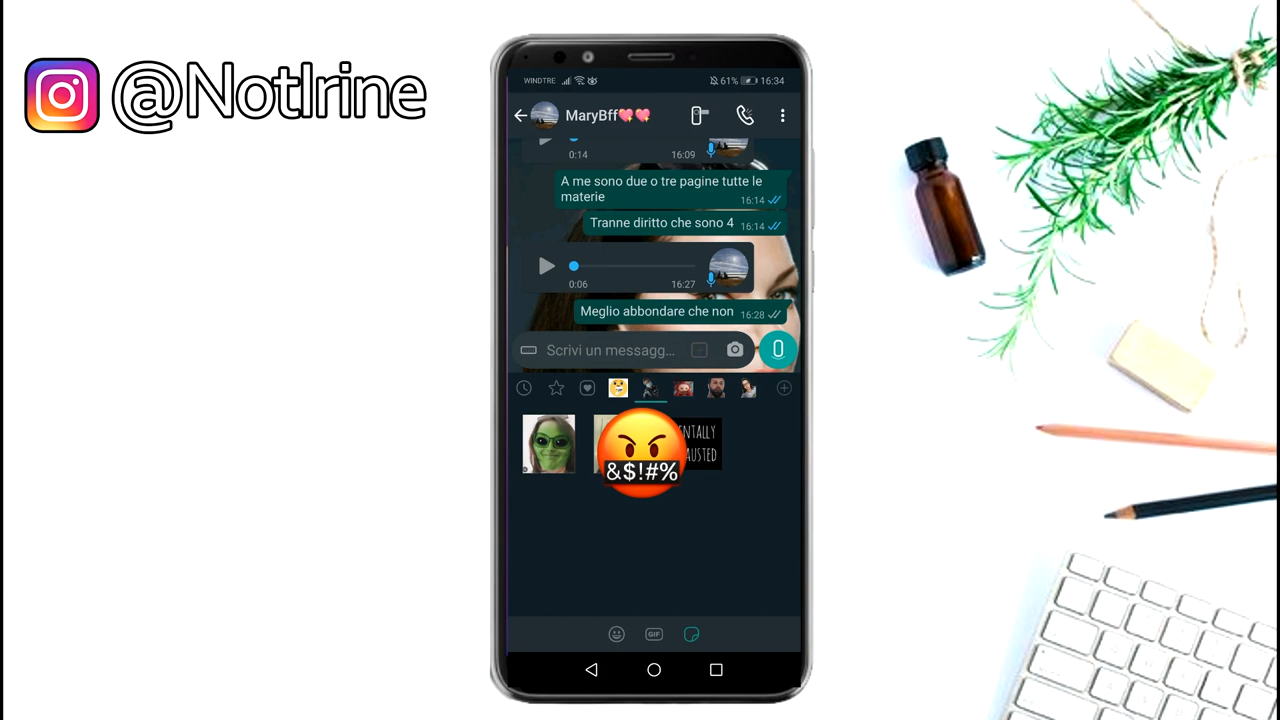 @NotIrine
WINDTRE
61% 16:34
MaryBff💖💖
0:14 16:09
A me sono due o tre pagine tutte le
materie
16:14
Tranne diritto che sono 4 16:14
0:06 16:27
Meglio abbondare che non 16:28
Scrivi un messagg...
&$!#%
GIF